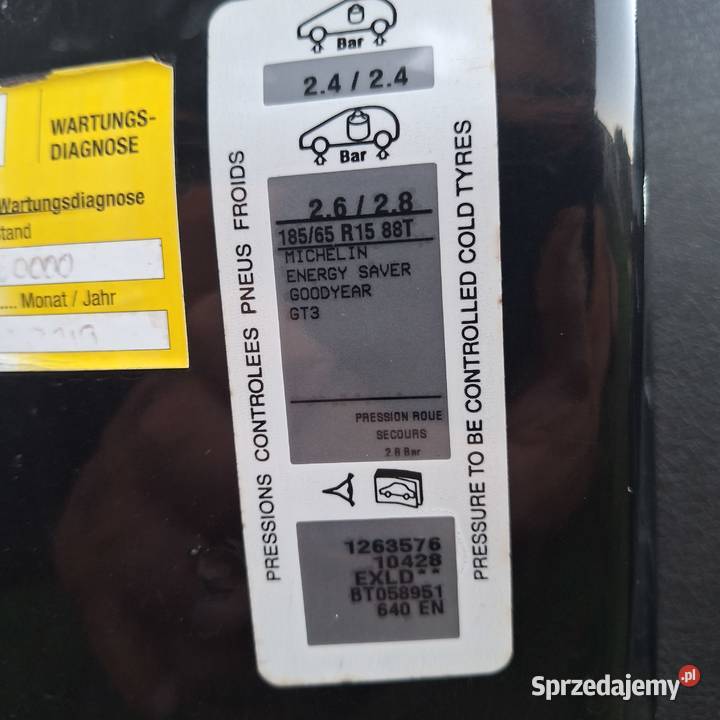 WARTUNGS-
DIAGNOSE
Wartungsdiagnose
0000
.... Monat / Jahr
Bar
2.4 / 2.4
Bar
2.6 / 2.8
185/65 R15 88T
MICHELIN
ENERGY SAVER
GOODYEAR
GT3
PRESSION ROUE
SECOURS
2.8 Bar
1263576
10428
EXLD**
BT058951
640 EN
PRESSIONS CONTROLEES PNEUS FROIDS
PRESSURE TO BE CONTROLLED COLD TYRES
Sprzedajemy.pl